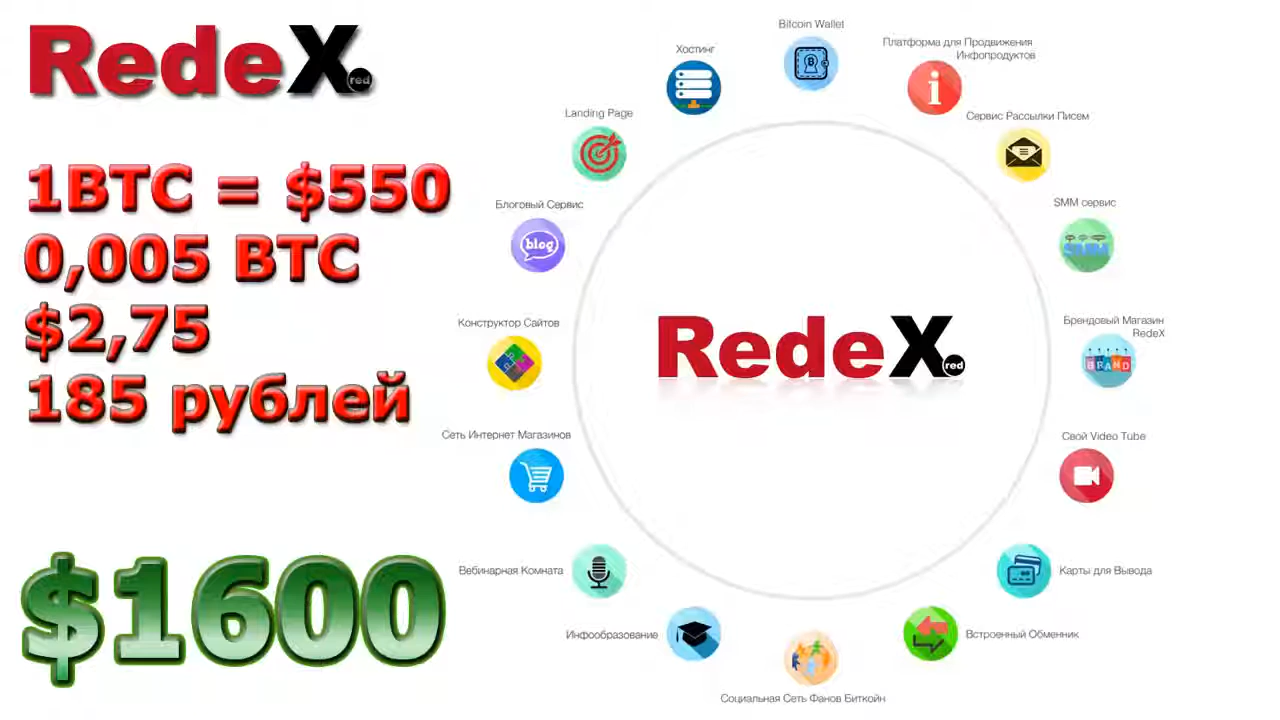 RedeX
red
1BTC = $550
0,005 BTC
$2,75
185 рублей
$1600
Bitcoin Wallet
Хостинг
Платформа для Продвижения
Инфопродуктов
Landing Page
Сервис Рассылки Писем
Блоговый Сервис
blog
SMM сервис
SMM
Конструктор Сайтов
RedeX
red
Брендовый Магазин
RedeX
BRAND
Сеть Интернет Магазинов
Свой Video Tube
Вебинарная Комната
Карты для Вывода
Инфообразование
Встроенный Обменник
Социальная Сеть Фанов Биткойн